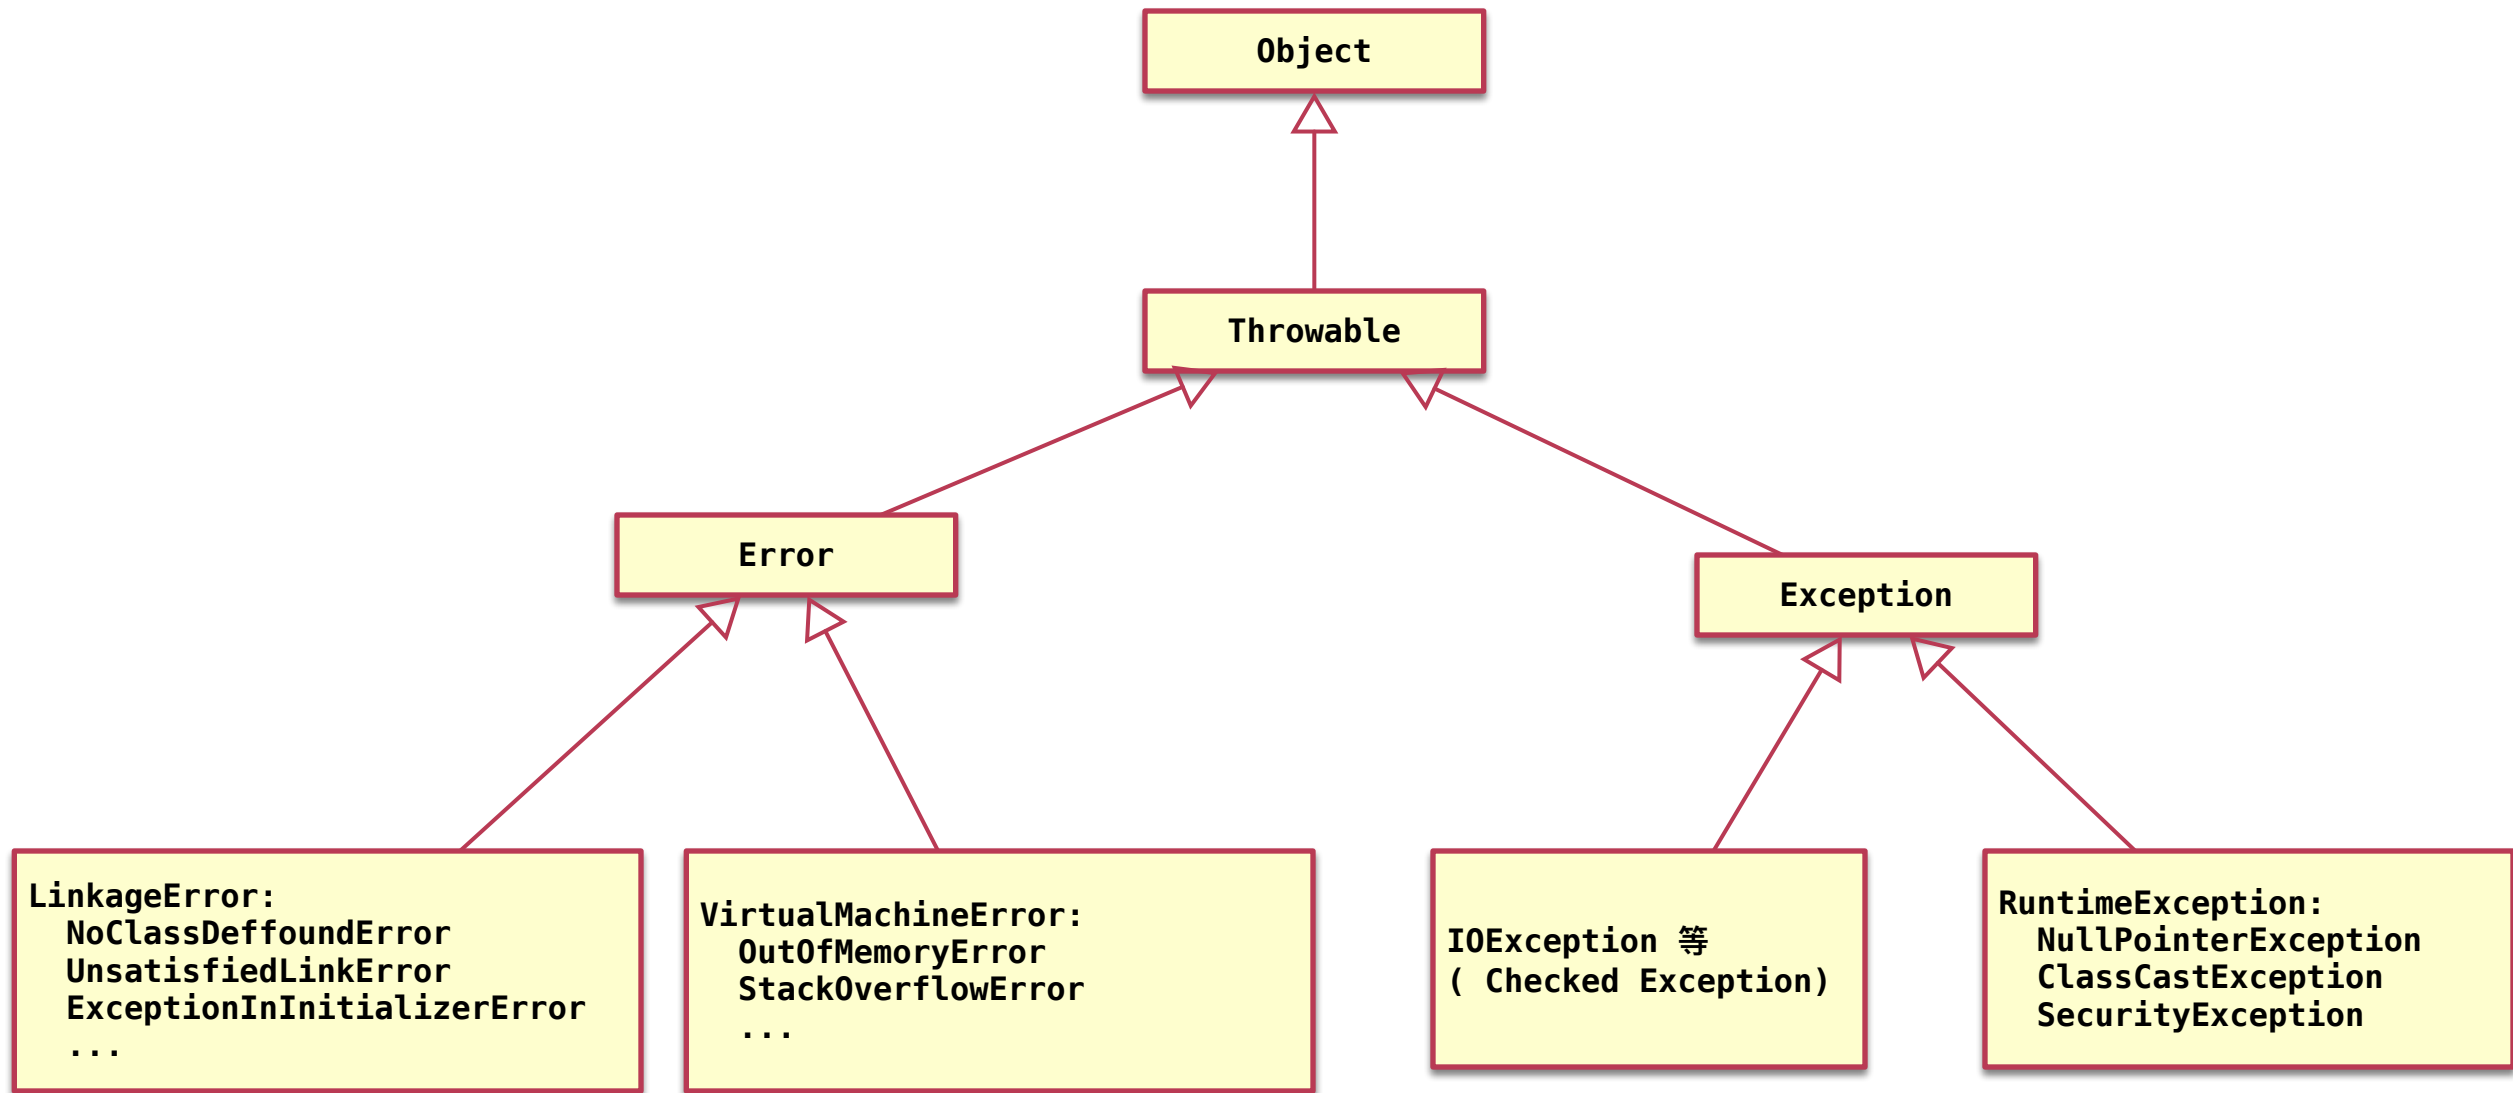 Object
Throwable
Error
Exception
LinkageError:
NoClassDeffoundError
UnsatisfiedLinkError
ExceptionInInitializerError
...
VirtualMachineError:
OutOfMemoryError
StackOverflowError
...
IOException 等
( Checked Exception)
RuntimeException:
NullPointerException
ClassCastException
SecurityException